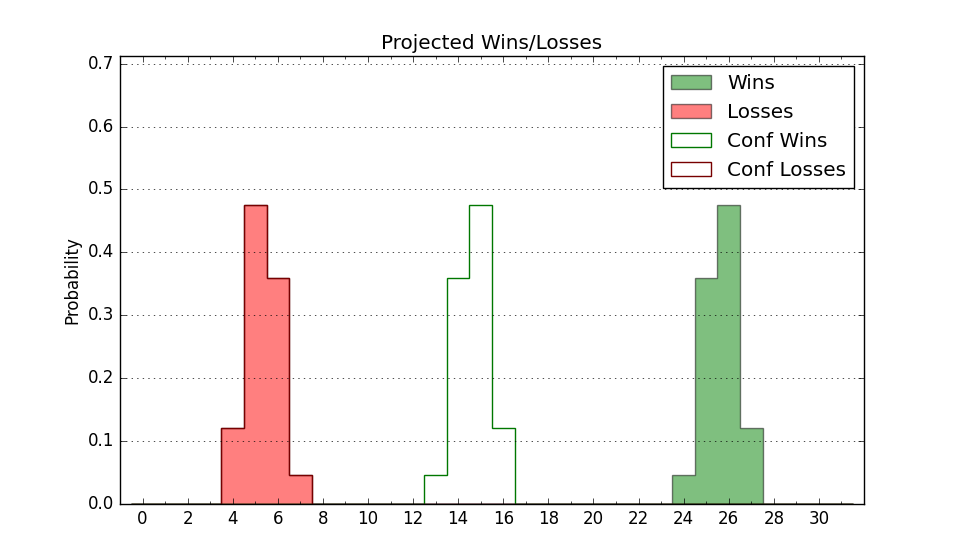 Projected Wins/Losses
0.7
0.6
0.5
0.4
0.3
0.2
0.1
0.0
Probability
Wins
Losses
Conf Wins
Conf Losses
0 2 4 6 8 10 12 14 16 18 20 22 24 26 28 30